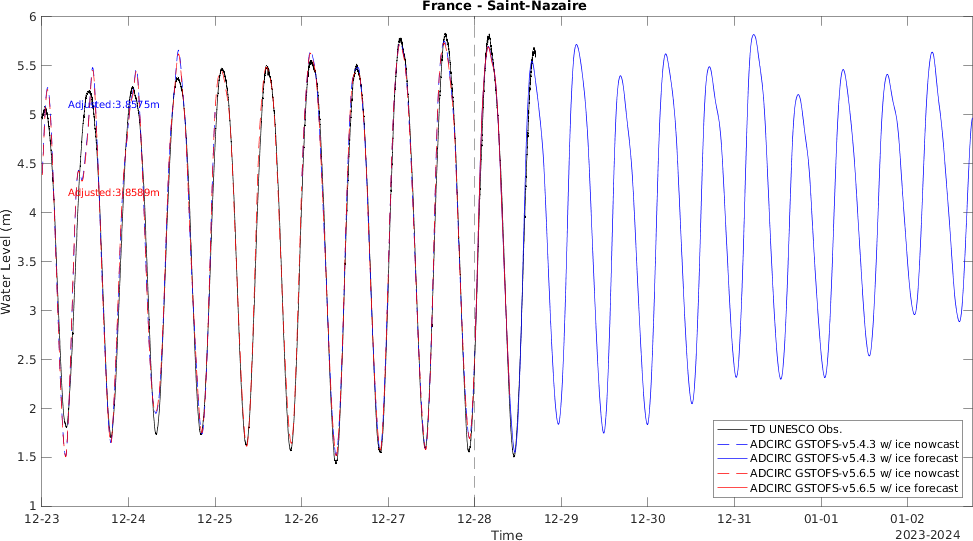 France - Saint-Nazaire
6
5.5
5
4.5
4
3.5
3
2.5
2
1.5
1
Water Level (m)
Adjusted:3.8575m
Adjusted:3.8589m
TD UNESCO Obs.
ADCIRC GSTOFS-v5.4.3 w/ ice nowcast
ADCIRC GSTOFS-v5.4.3 w/ ice forecast
ADCIRC GSTOFS-v5.6.5 w/ ice nowcast
ADCIRC GSTOFS-v5.6.5 w/ ice forecast
12-23 12-24 12-25 12-26 12-27 12-28 12-29 12-30 12-31 01-01 01-02
Time
2023-2024